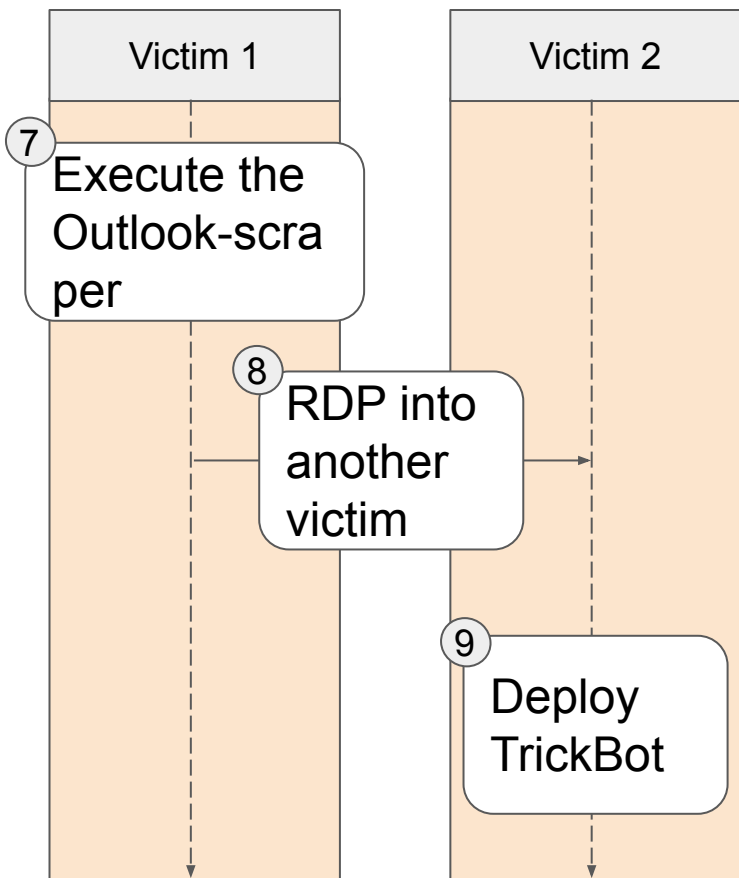 Victim 1
Victim 2
7
Execute the
Outlook-scra
per
8
RDP into
another
victim
9
Deploy
TrickBot